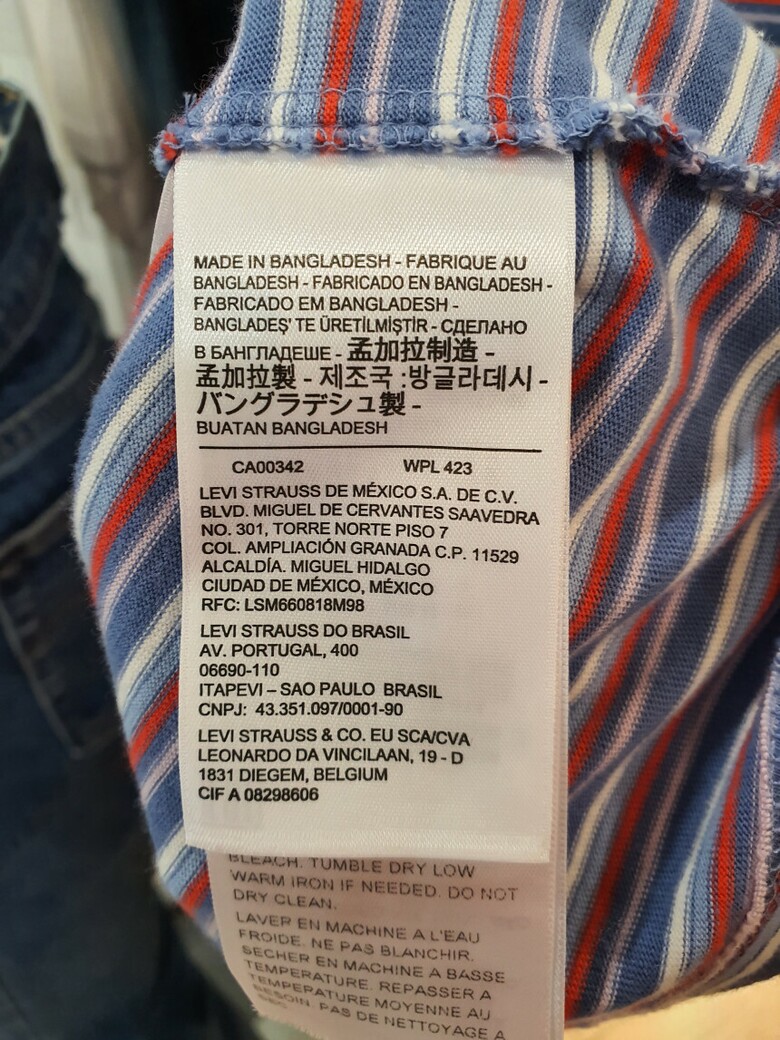 MADE IN BANGLADESH - FABRIQUE AU
BANGLADESH - FABRICADO EN BANGLADESH -
FABRICADO EM BANGLADESH -
BANGLADEŞ' TE ÜRETİLMİŞTİR - СДЕЛАНО
В БАНГЛАДЕШЕ - 孟加拉制造 -
孟加拉製 - 제조국 :방글라데시 -
バングラデシュ製 -
BUATAN BANGLADESH
CA00342 WPL 423
LEVI STRAUSS DE MÉXICO S.A. DE C.V.
BLVD. MIGUEL DE CERVANTES SAAVEDRA
NO. 301, TORRE NORTE PISO 7
COL. AMPLIACIÓN GRANADA C.P. 11529
ALCALDÍA. MIGUEL HIDALGO
CIUDAD DE MÉXICO, MÉXICO
RFC: LSM660818M98
LEVI STRAUSS DO BRASIL
AV. PORTUGAL, 400
06690-110
ITAPEVI – SAO PAULO BRASIL
CNPJ: 43.351.097/0001-90
LEVI STRAUSS & CO. EU SCA/CVA
LEONARDO DA VINCILAAN, 19 - D
1831 DIEGEM, BELGIUM
CIF A 08298606
BLEACH. TUMBLE DRY LOW
WARM IRON IF NEEDED. DO NOT
DRY CLEAN.
LAVER EN MACHINE A L'EAU
FROIDE. NE PAS BLANCHIR.
SECHER EN MACHINE A BASSE
TEMPERATURE. REPASSER A
TEMPERATURE MOYENNE AU
BESOIN. PAS DE NETTOYAGE A